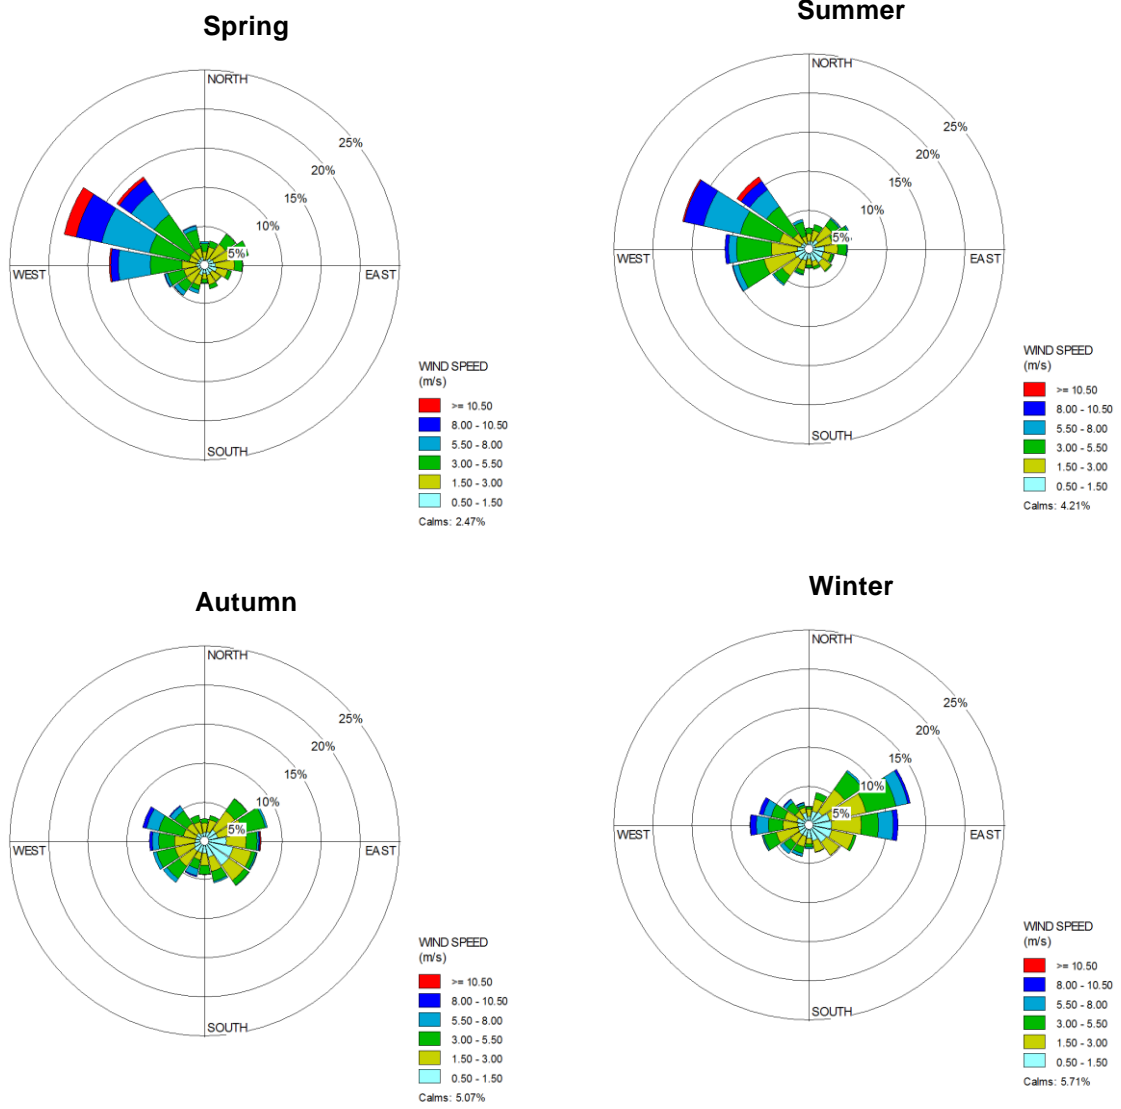 Spring
NORTH
25%
20%
15%
10%
5%
WEST
EAST
SOUTH
WIND SPEED
(m/s)
>= 10.50
8.00 - 10.50
5.50 - 8.00
3.00 - 5.50
1.50 - 3.00
0.50 - 1.50
Calms: 2.47%
Summer
NORTH
25%
20%
15%
10%
5%
WEST
EAST
SOUTH
WIND SPEED
(m/s)
>= 10.50
8.00 - 10.50
5.50 - 8.00
3.00 - 5.50
1.50 - 3.00
0.50 - 1.50
Calms: 4.21%
Autumn
NORTH
25%
20%
15%
10%
5%
WEST
EAST
SOUTH
WIND SPEED
(m/s)
>= 10.50
8.00 - 10.50
5.50 - 8.00
3.00 - 5.50
1.50 - 3.00
0.50 - 1.50
Calms: 5.07%
Winter
NORTH
25%
20%
15%
10%
5%
WEST
EAST
SOUTH
WIND SPEED
(m/s)
>= 10.50
8.00 - 10.50
5.50 - 8.00
3.00 - 5.50
1.50 - 3.00
0.50 - 1.50
Calms: 5.71%